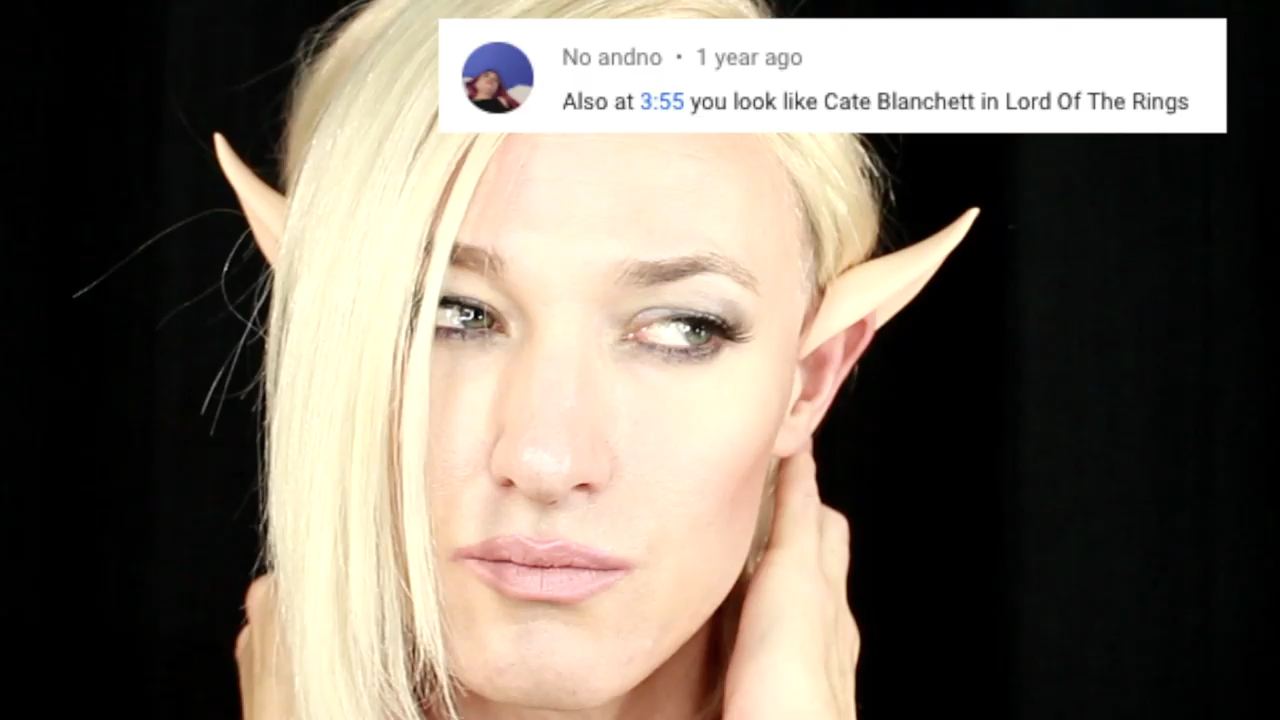 No andno • 1 year ago
Also at 3:55 you look like Cate Blanchett in Lord Of The Rings